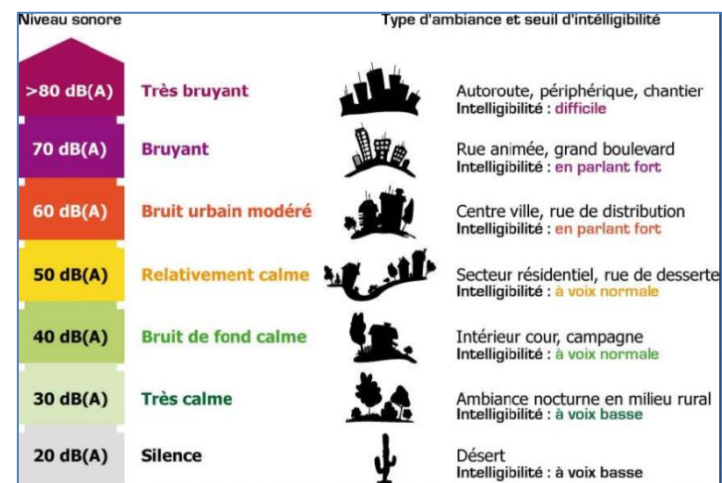 Niveau sonore Type d'ambiance et seuil d'intélligibilité
>80 dB(A) Très bruyant Autoroute, périphérique, chantier
Intelligibilité : difficile
70 dB(A) Bruyant Rue animée, grand boulevard
Intelligibilité : en parlant fort
60 dB(A) Bruit urbain modéré Centre ville, rue de distribution
Intelligibilité : en parlant fort
50 dB(A) Relativement calme Secteur résidentiel, rue de desserte
Intelligibilité : à voix normale
40 dB(A) Bruit de fond calme Intérieur cour, campagne
Intelligibilité : à voix normale
30 dB(A) Très calme Ambiance nocturne en milieu rural
Intelligibilité : à voix basse
20 dB(A) Silence Désert
Intelligibilité : à voix basse